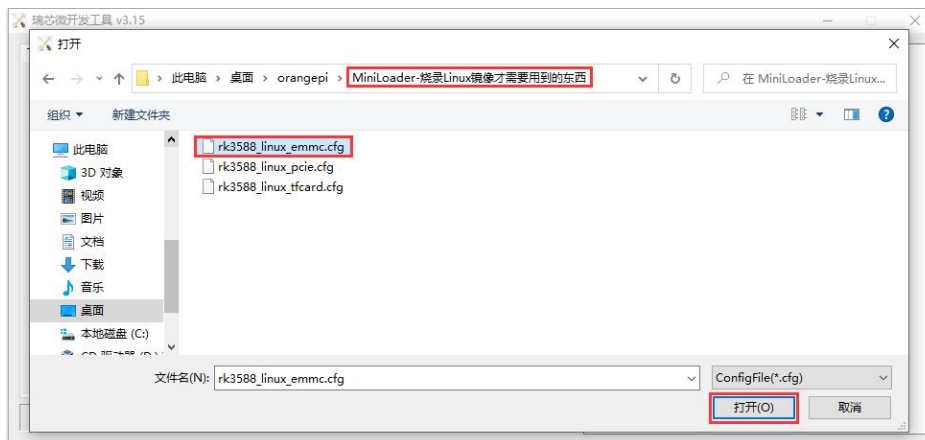 瑞芯微开发工具 v3.15
打开
此电脑 > 桌面 > orangepi > MiniLoader-烧录Linux镜像才需要用到的东西
在 MiniLoader-烧录Linux...
组织 新建文件夹
此电脑
3D 对象
视频
图片
文档
下载
音乐
桌面
本地磁盘 (C:)
rk3588_linux_emmc.cfg
rk3588_linux_pcie.cfg
rk3588_linux_tfcard.cfg
文件名(N): rk3588_linux_emmc.cfg
ConfigFile(*.cfg)
打开(O) 取消